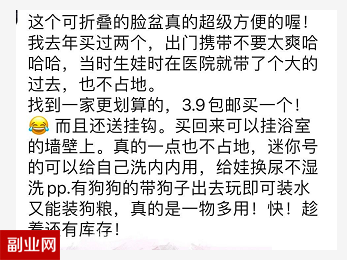 这个可折叠的脸盆真的超级方便的喔！
我去年买过两个，出门携带不要太爽哈
哈哈，当时生娃时在医院就带了个大的
过去，也不占地。
找到一家更划算的，3.9包邮买一个！
😂 而且还送挂钩。买回来可以挂浴室
的墙壁上。真的一点也不占地，迷你号
的可以给自己洗内内用，给娃换尿不湿
洗pp.有狗狗的带狗子出去玩即可装水
又能装狗粮，真的是一物多用！快！趁
着还有库存！
副业网